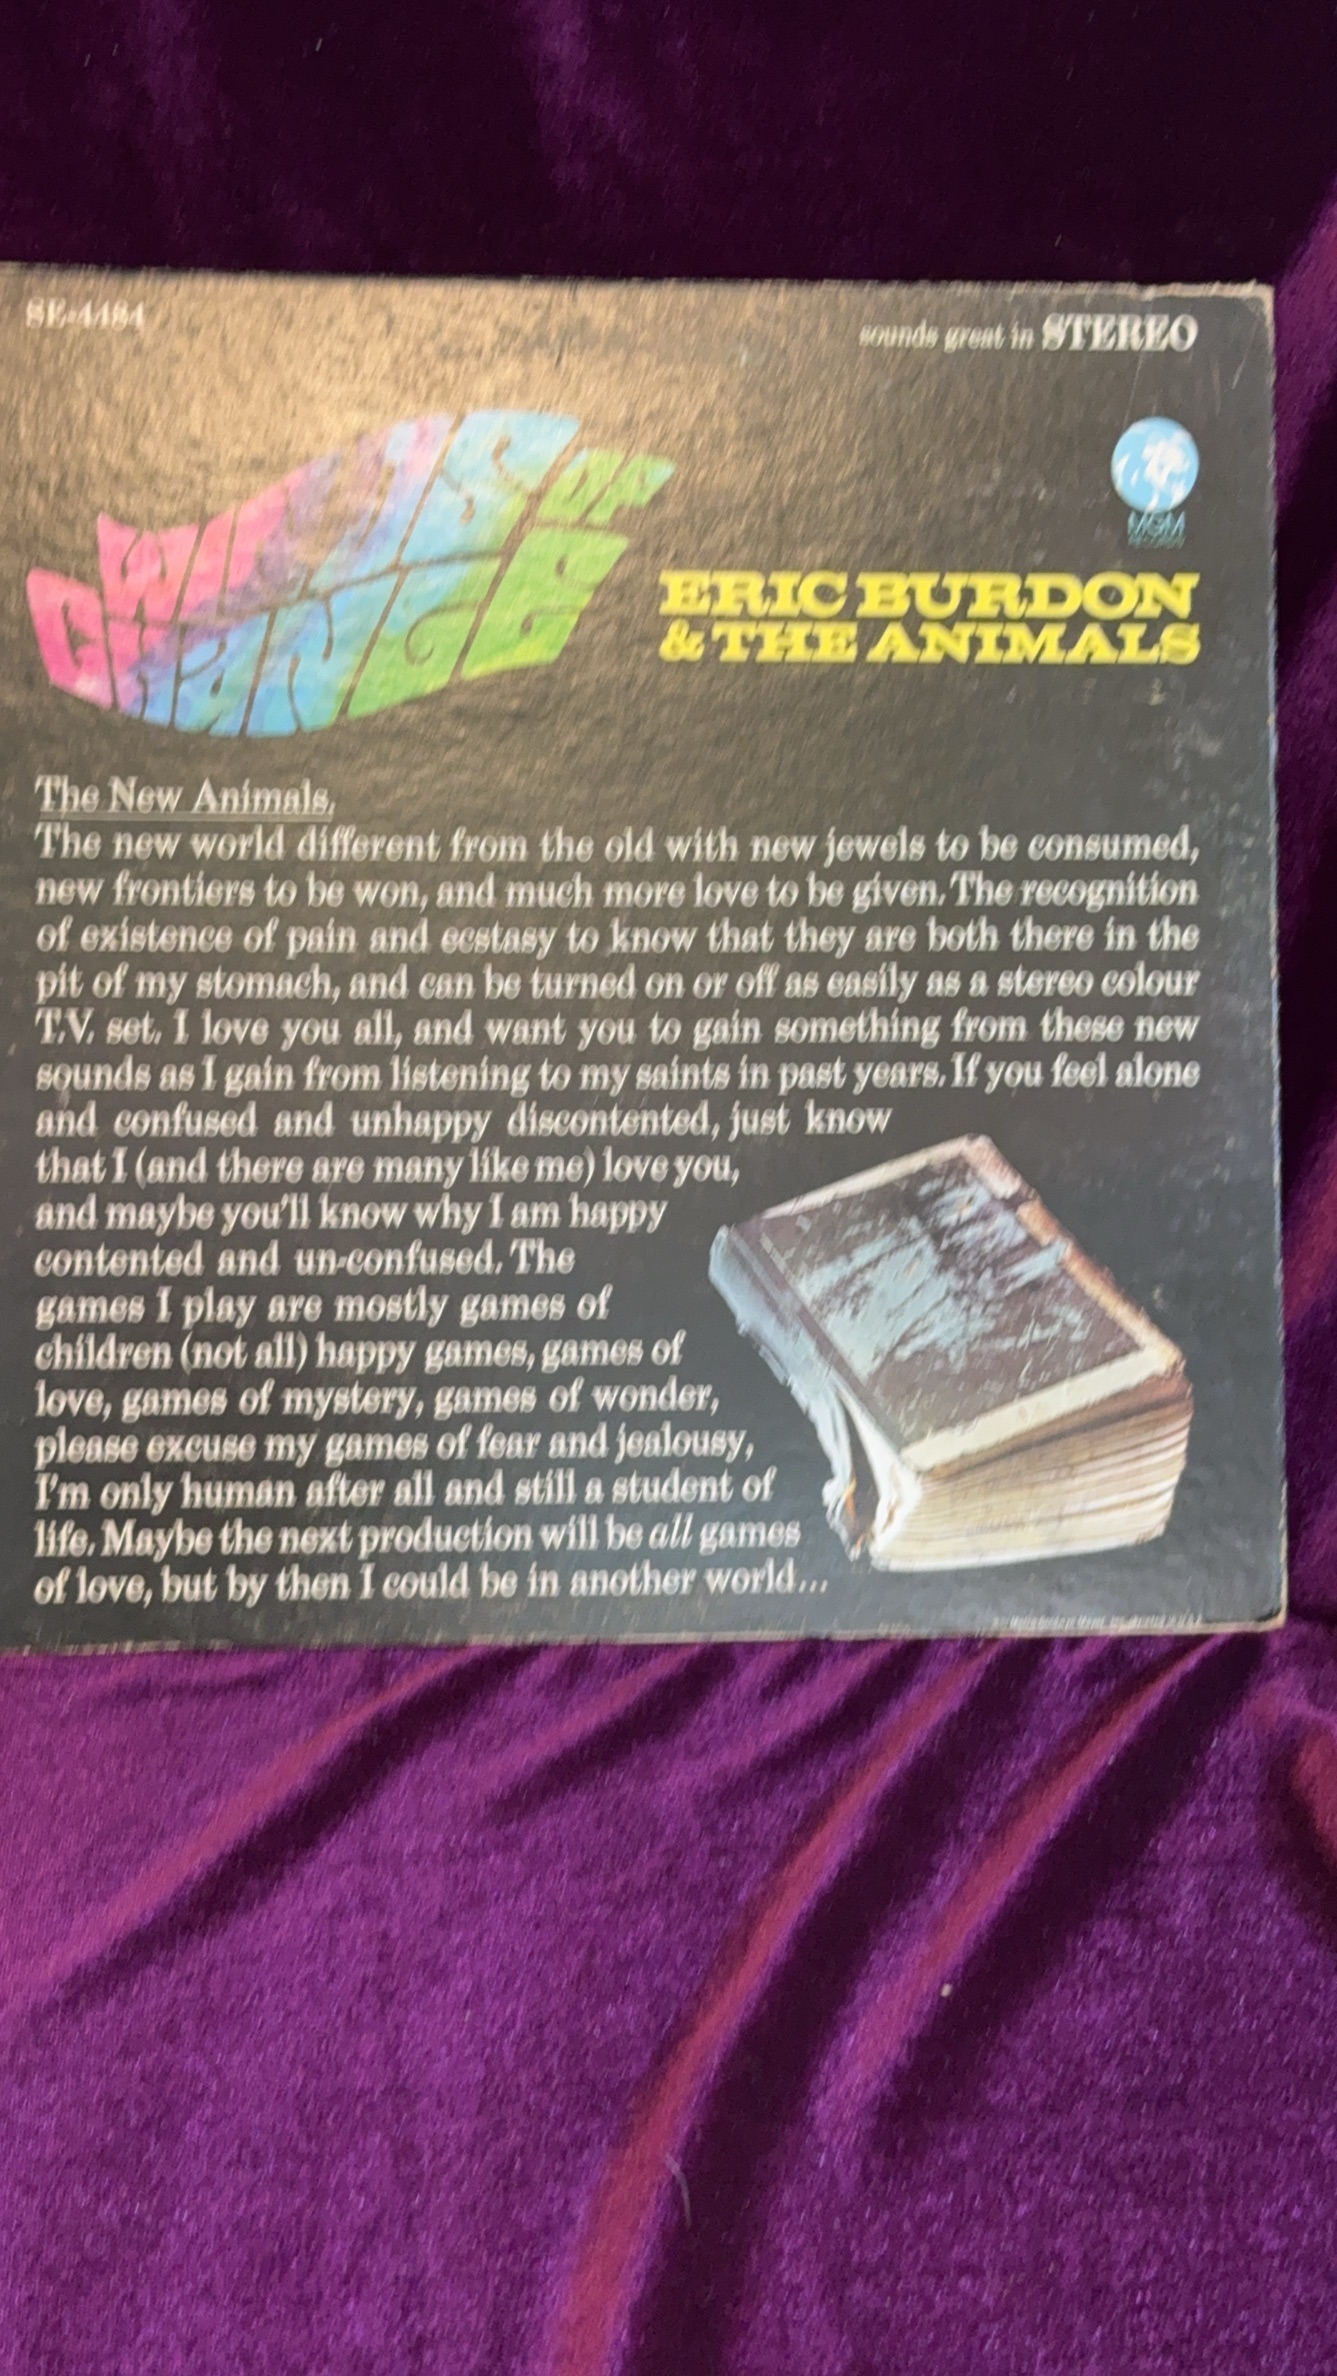 SE-4484
sounds great in STEREO
WINDS OF
CHANGE
MGM
RECORDS
ERIC BURDON
& THE ANIMALS
The New Animals.
The new world different from the old with new jewels to be consumed,
new frontiers to be won, and much more love to be given. The recognition
of existence of pain and ecstasy to know that they are both there in the
pit of my stomach, and can be turned on or off as easily as a stereo colour
T.V. set. I love you all, and want you to gain something from these new
sounds as I gain from listening to my saints in past years. If you feel alone
and confused and unhappy discontented, just know
that I (and there are many like me) love you,
and maybe you'll know why I am happy
contented and un-confused. The
games I play are mostly games of
children (not all) happy games, games of
love, games of mystery, games of wonder,
please excuse my games of fear and jealousy,
I'm only human after all and still a student of
life. Maybe the next production will be all games
of love, but by then I could be in another world...